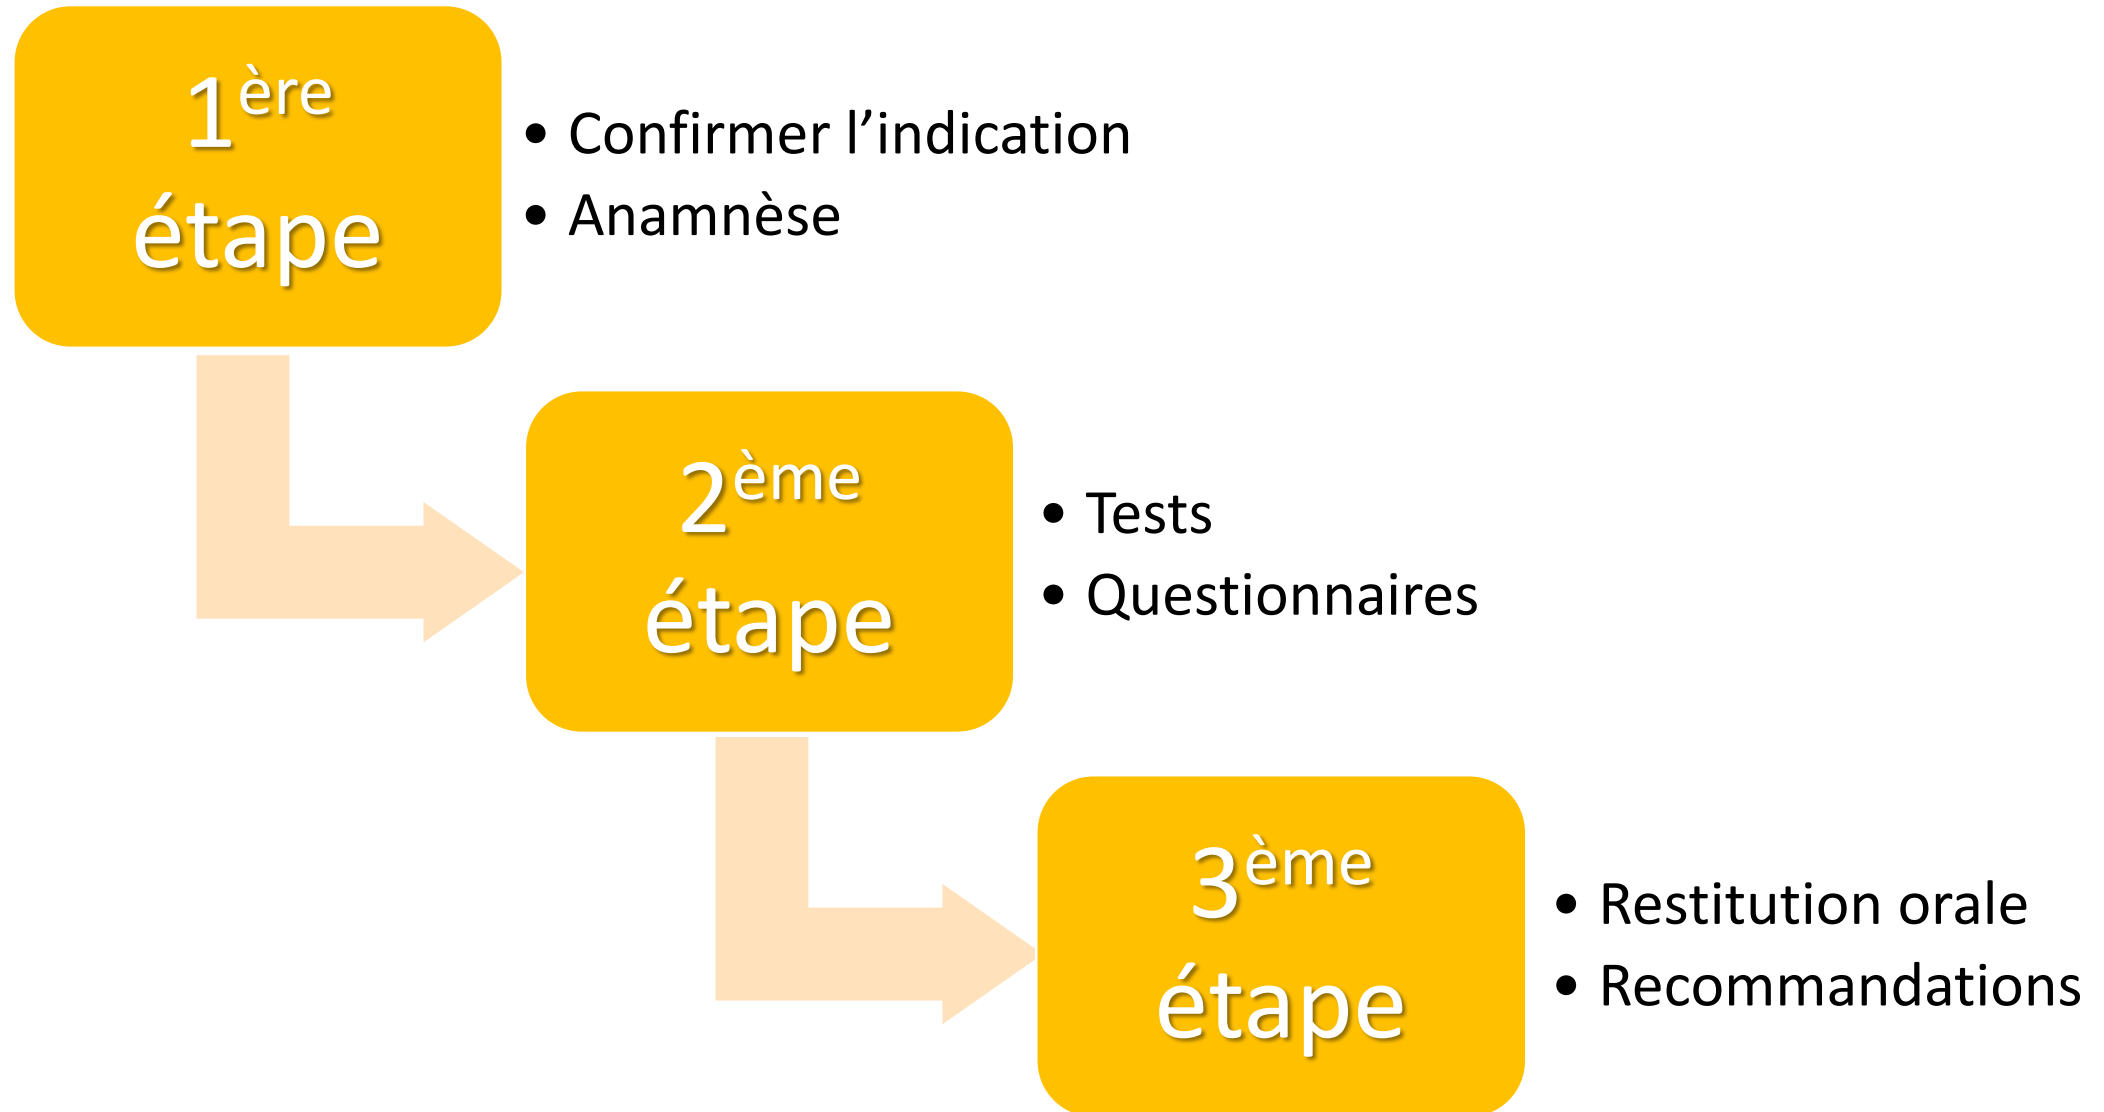 1ère
étape
• Confirmer l’indication
• Anamnèse
2ème
étape
• Tests
• Questionnaires
3ème
étape
• Restitution orale
• Recommandations